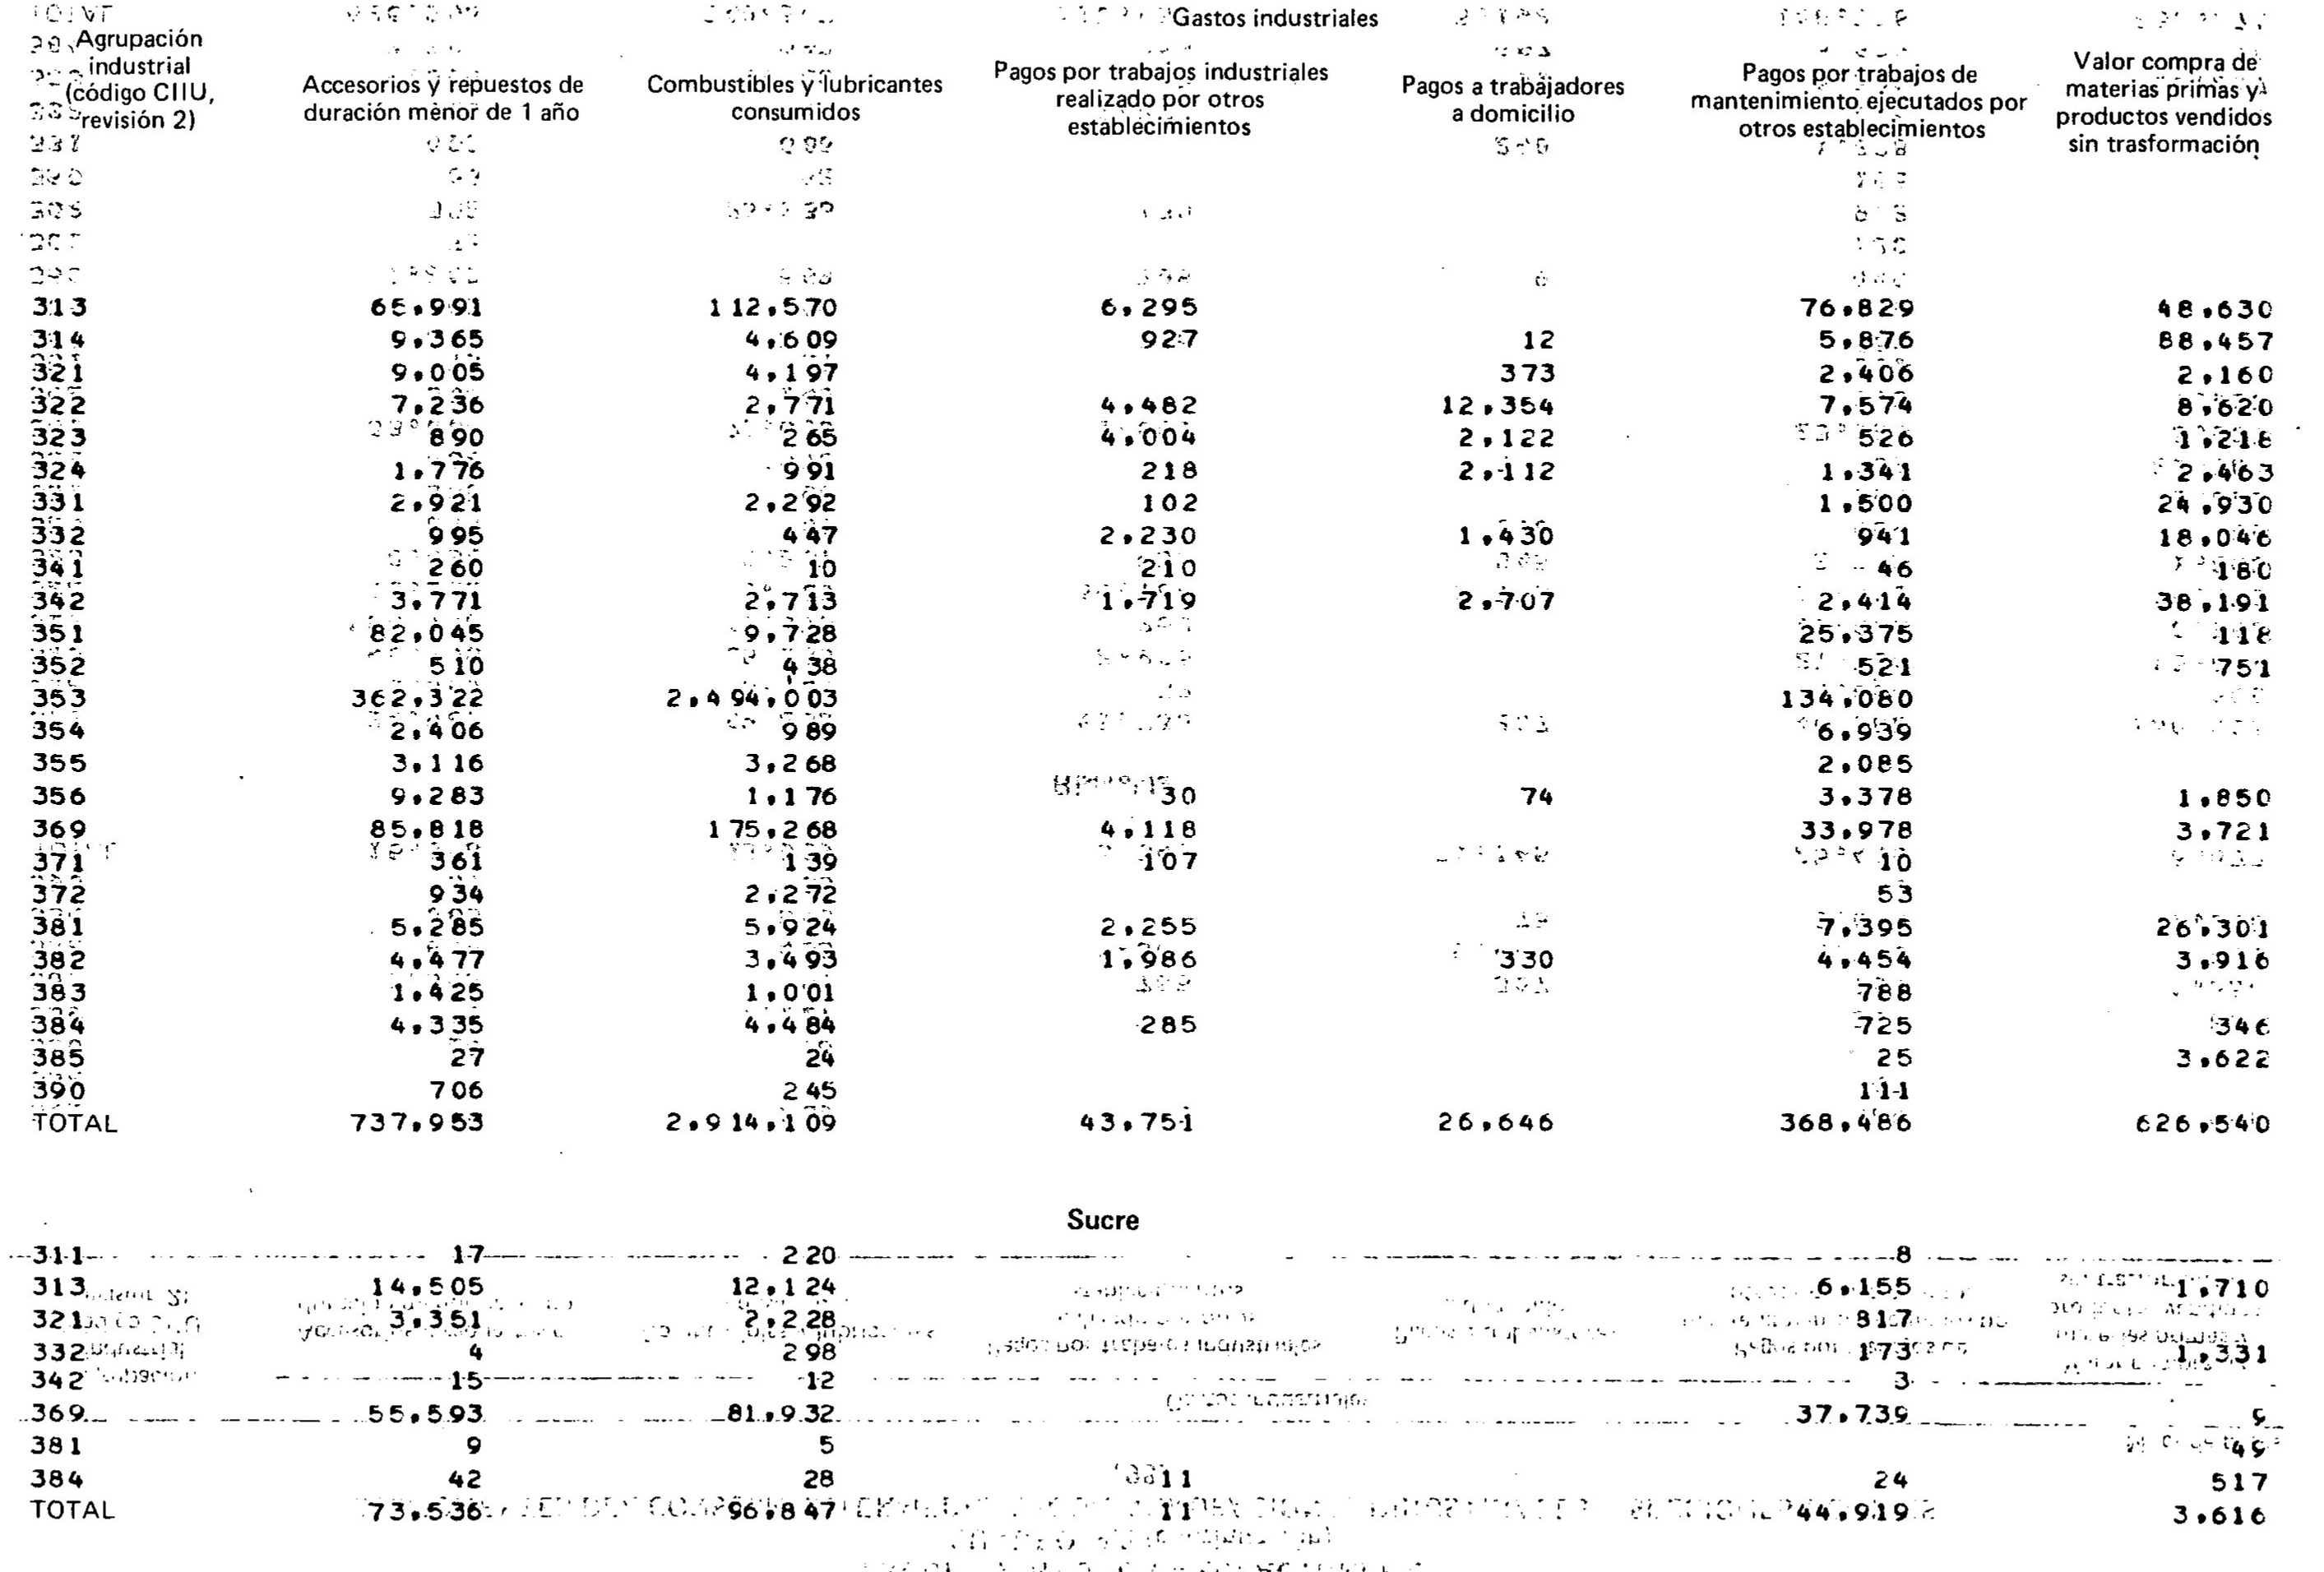 Gastos industriales
Agrupación industrial (código CIIU, revisión 2) Accesorios y repuestos de duración menor de 1 año Combustibles y lubricantes consumidos Pagos por trabajos industriales realizado por otros establecimientos Pagos a trabajadores a domicilio Pagos por trabajos de mantenimiento ejecutados por otros establecimientos Valor compra de materias primas y productos vendidos sin trasformación
313 65,991 112,570 6,295 76,829 48,630
314 9,365 4,609 927 12 5,876 88,457
321 9,005 4,197 373 2,406 2,160
322 7,236 2,771 4,482 12,354 7,574 8,620
323 890 265 4,004 2,122 526 1,218
324 1,776 991 218 2,112 1,341 2,463
331 2,921 2,292 102 1,500 24,930
332 995 447 2,230 1,430 941 18,046
341 260 10 210 46 180
342 3,771 2,713 1,719 2,707 2,414 38,191
351 82,045 9,728 25,375 118
352 510 438 521 751
353 362,322 2,494,003 134,080
354 2,406 989 6,939
355 3,116 3,268 2,085
356 9,283 1,176 30 74 3,378 1,850
369 85,818 175,268 4,118 33,978 3,721
371 361 139 107 10
372 934 2,272 53
381 5,285 5,924 2,255 7,395 26,301
382 4,477 3,493 1,986 330 4,454 3,916
383 1,425 1,001 788
384 4,335 4,484 285 725 346
385 27 24 25 3,622
390 706 245 111
TOTAL 737,953 2,914,109 43,751 26,646 368,486 626,540
Sucre
311 17 220 8
313 14,505 12,124 6,155 1,710
321 3,351 2,228 817
332 4 298 173 1,331
342 15 12 3
369 55,593 81,932 37,739 9
381 9 5 49
384 42 28 11 24 517
TOTAL 73,536 96,847 11 44,919 3,616